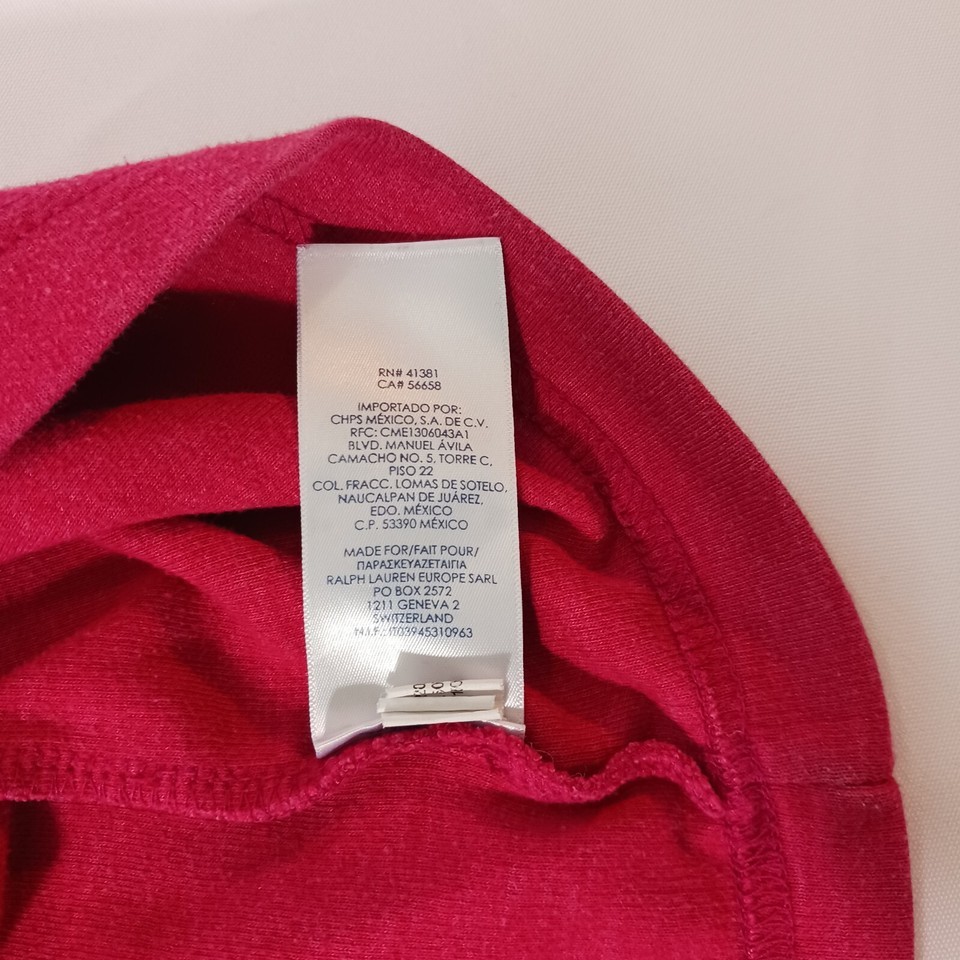 RN# 41381
CA# 56658
IMPORTADO POR:
CHPS MÉXICO, S.A. DE C.V.
RFC: CME1306043A1
BLVD. MANUEL ÁVILA
CAMACHO NO. 5, TORRE C,
PISO 22
COL. FRACC. LOMAS DE SOTELO,
NAUCALPAN DE JUÁREZ,
EDO. MÉXICO
C.P. 53390 MÉXICO
MADE FOR/FAIT POUR/
ΠΑΡΑΣΚΕΥΑΖΕΤΑΙΓΙΑ
RALPH LAUREN EUROPE SARL
PO BOX 2572
1211 GENEVA 2
SWITZERLAND
N.I.F.: IT03945310963